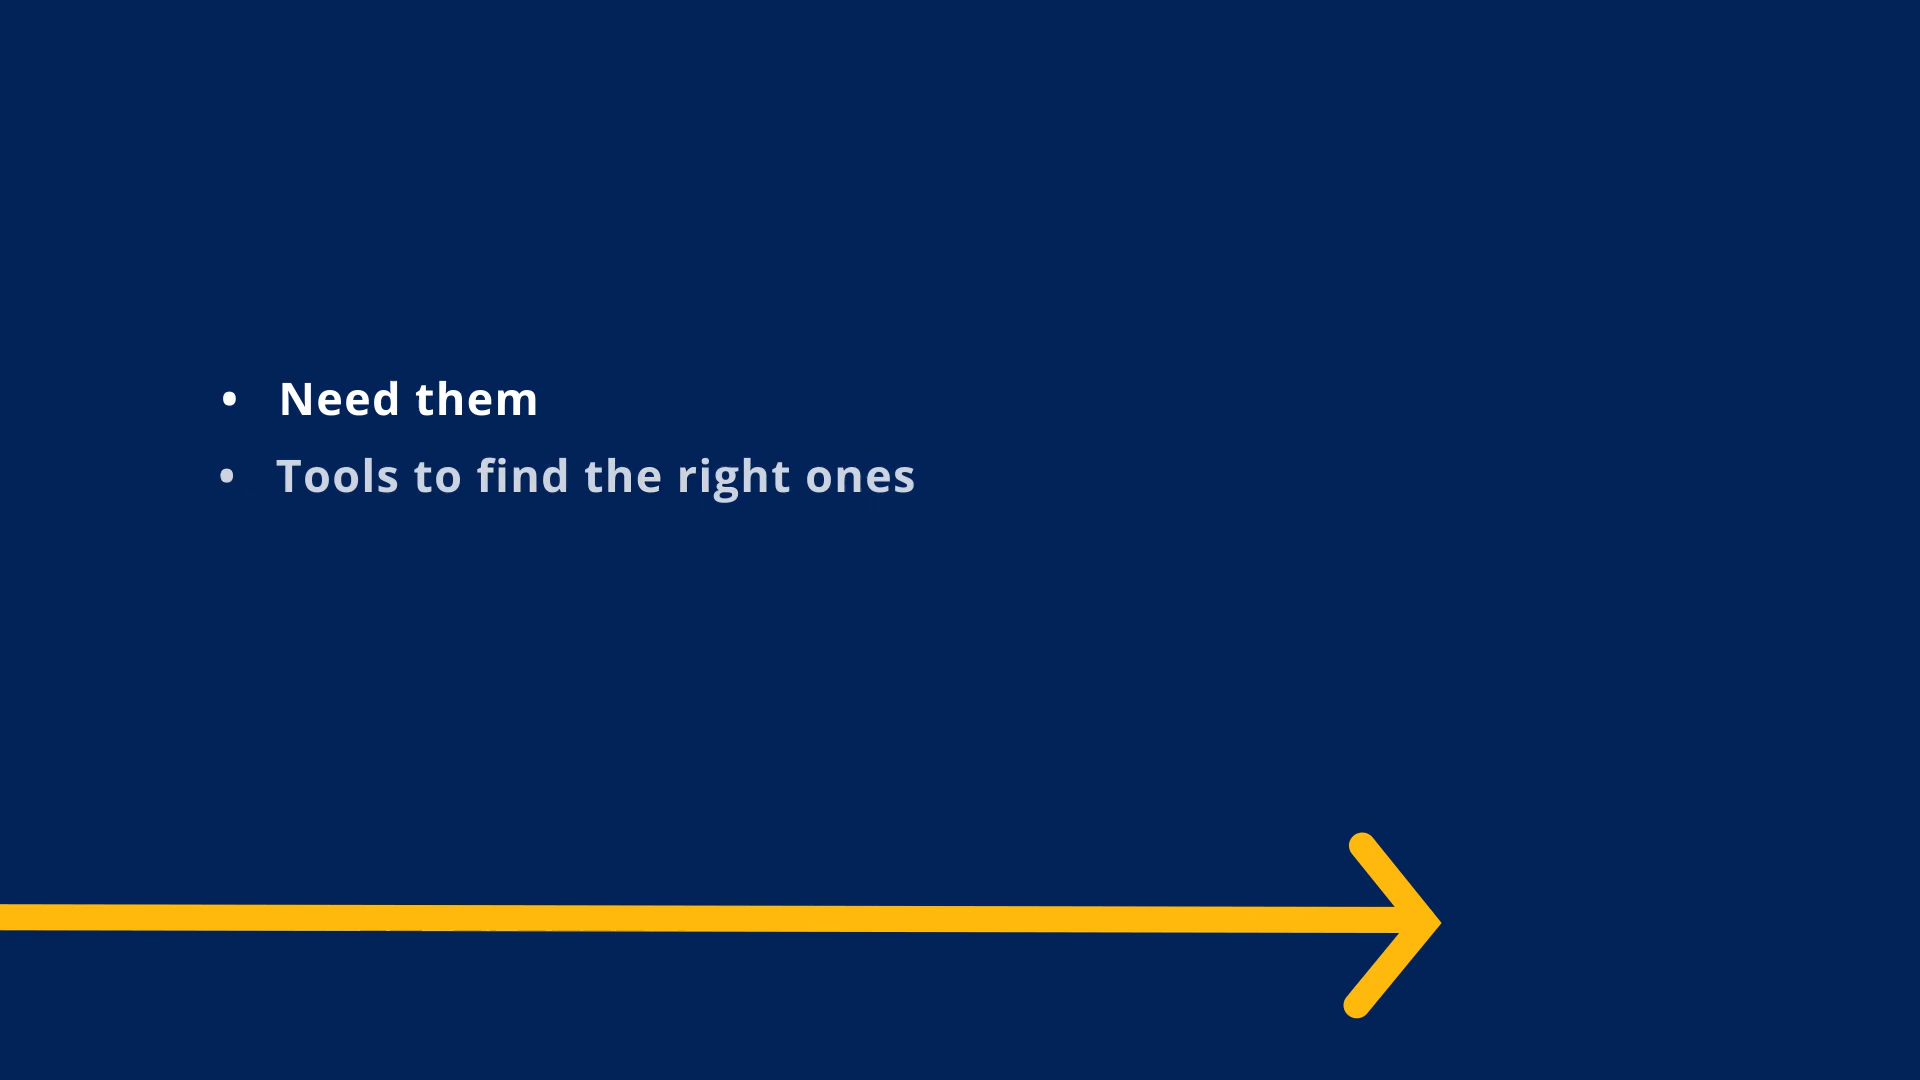 • Need them
• Tools to find the right ones